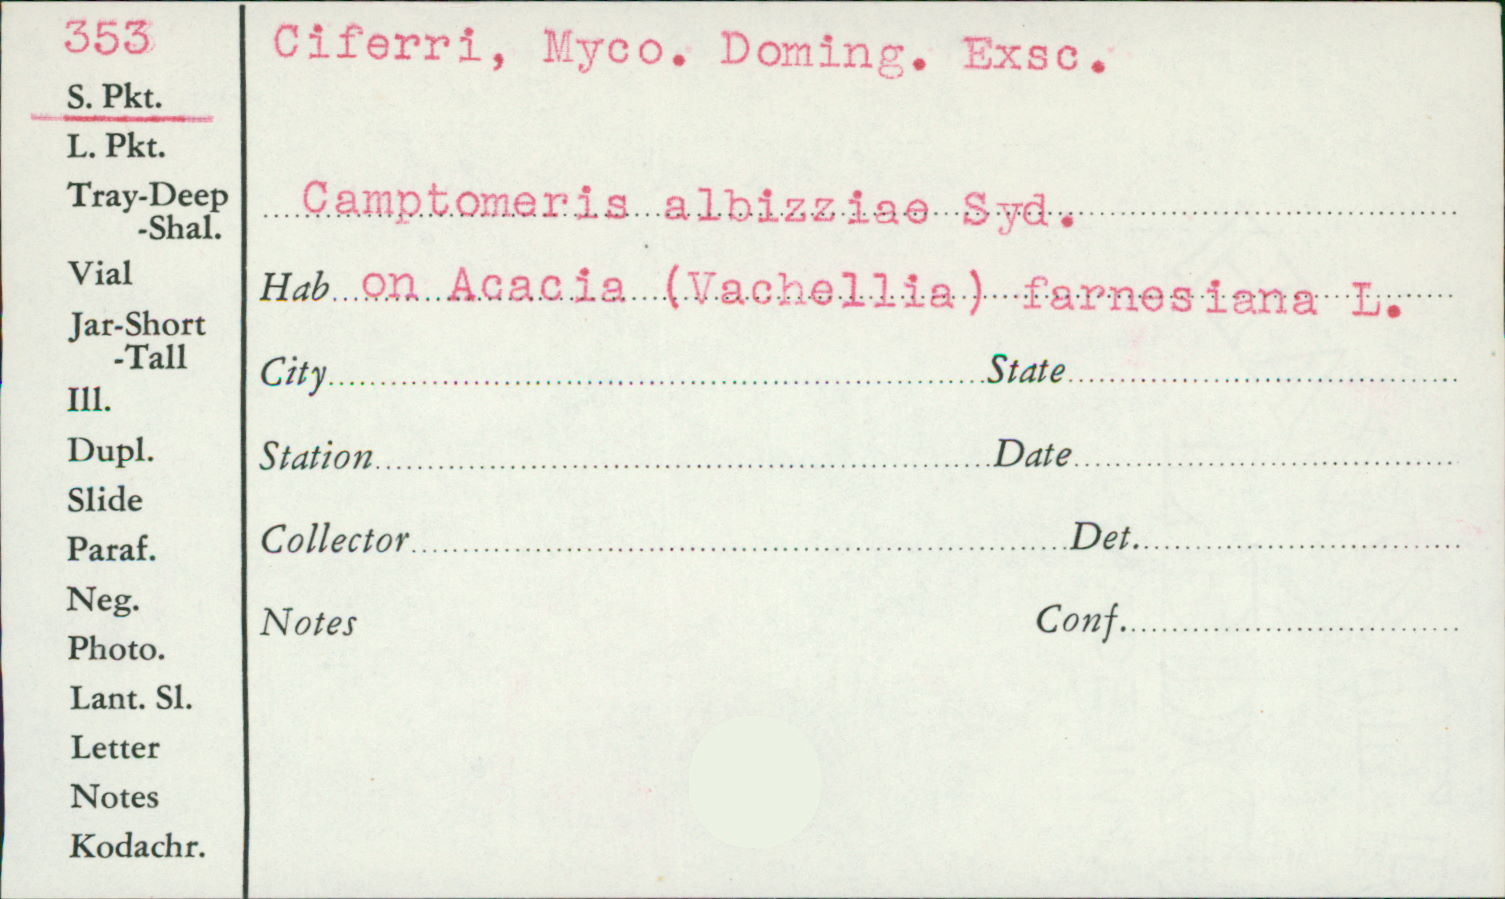 353
S. Pkt.
L. Pkt.
Tray-Deep
-Shal.
Vial
Jar-Short
-Tall
Ill.
Dupl.
Slide
Paraf.
Neg.
Photo.
Lant. Sl.
Letter
Notes
Kodachr.
Ciferri, Myco. Doming. Exsc.
Camptomeris albizziae Syd.
Hab on Acacia (Vachellia) farnesiana L.
City State
Station Date
Collector Det.
Notes Conf.